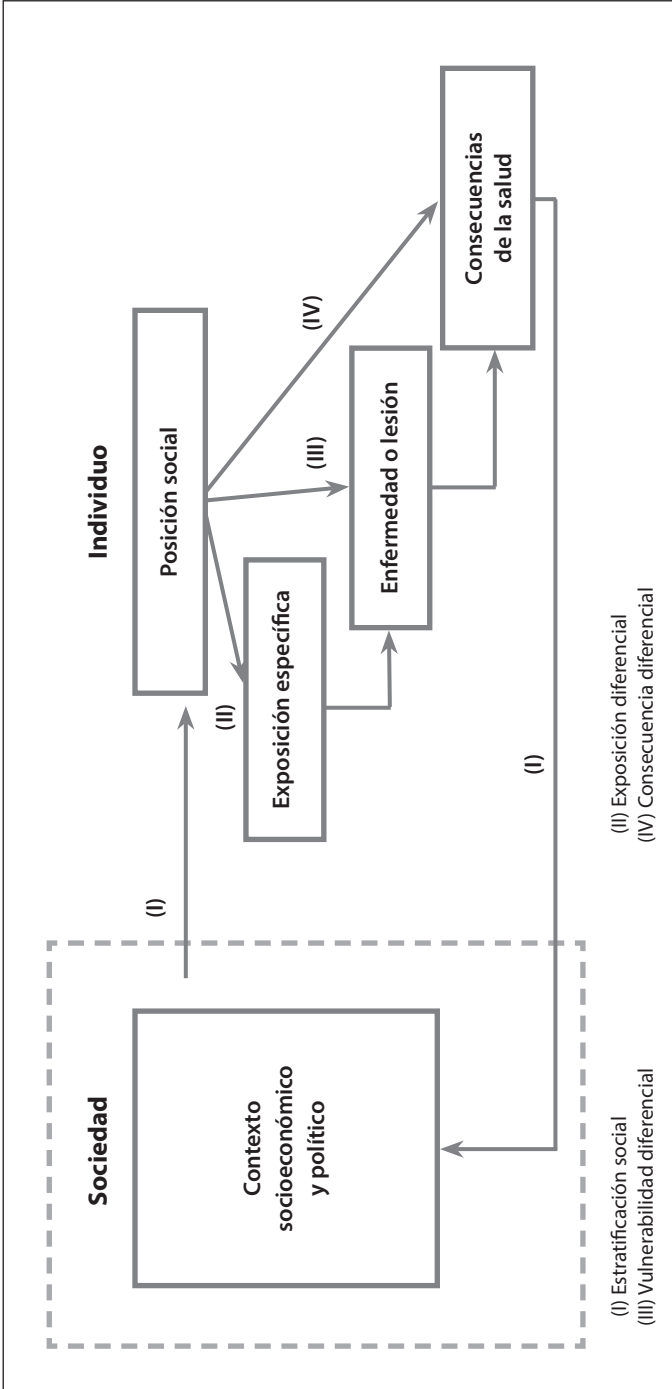 Sociedad
Individuo
Contexto
socioeconómico
y político
(I)
Posición social
(II)
(III)
(IV)
Exposición específica
Enfermedad o lesión
Consecuencias
de la salud
(I)
(I) Estratificación social
(III) Vulnerabilidad diferencial
(II) Exposición diferencial
(IV) Consecuencia diferencial